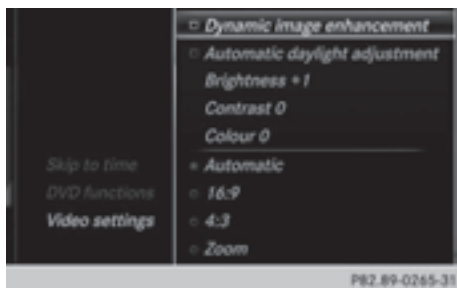 Dynamic image enhancement
Automatic daylight adjustment
Brightness +1
Contrast 0
Colour 0
Skip to time
Automatic
DVD functions
16:9
Video settings
4:3
Zoom
P82.89-0265-31